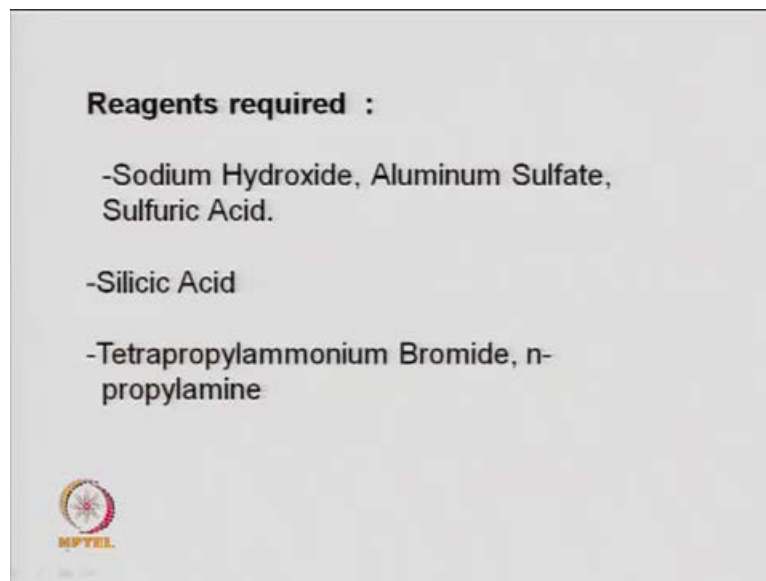 Reagents required :
-Sodium Hydroxide, Aluminum Sulfate,
Sulfuric Acid.
-Silicic Acid
-Tetrapropylammonium Bromide, n-
propylamine
NPTEL